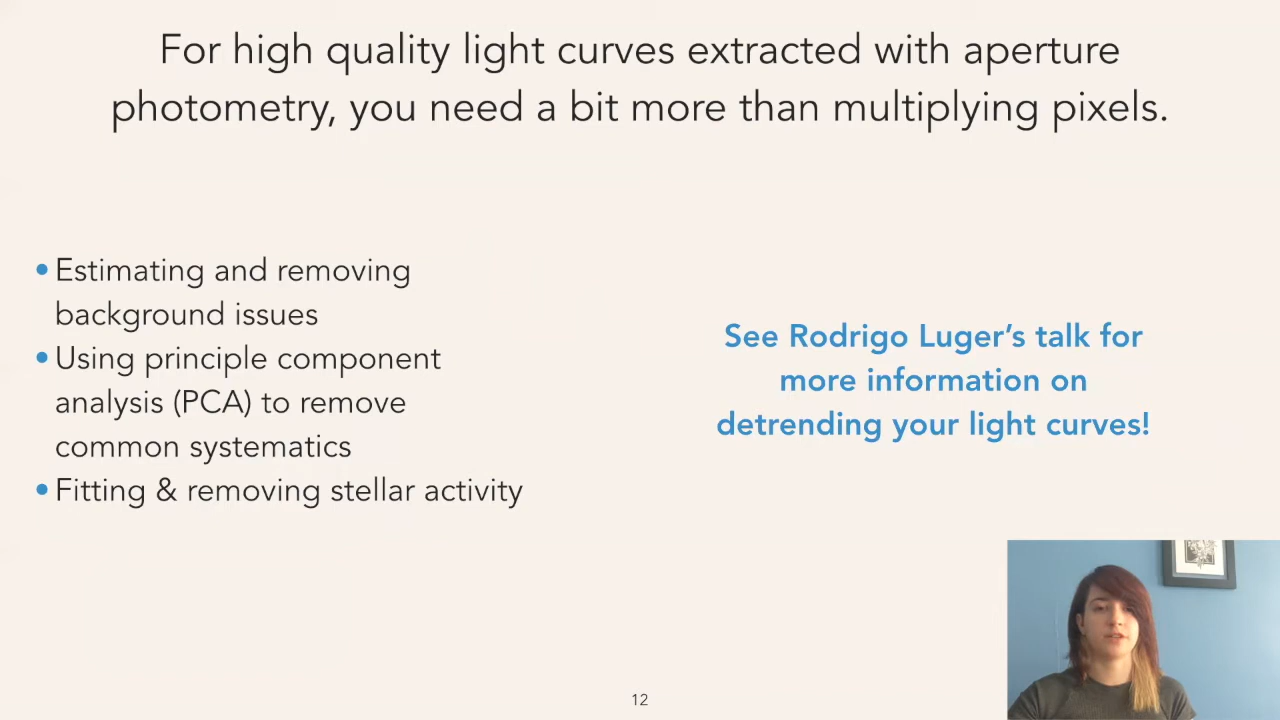 For high quality light curves extracted with aperture
photometry, you need a bit more than multiplying pixels.
• Estimating and removing
background issues
• Using principle component
analysis (PCA) to remove
common systematics
• Fitting & removing stellar activity
See Rodrigo Luger’s talk for
more information on
detrending your light curves!
12